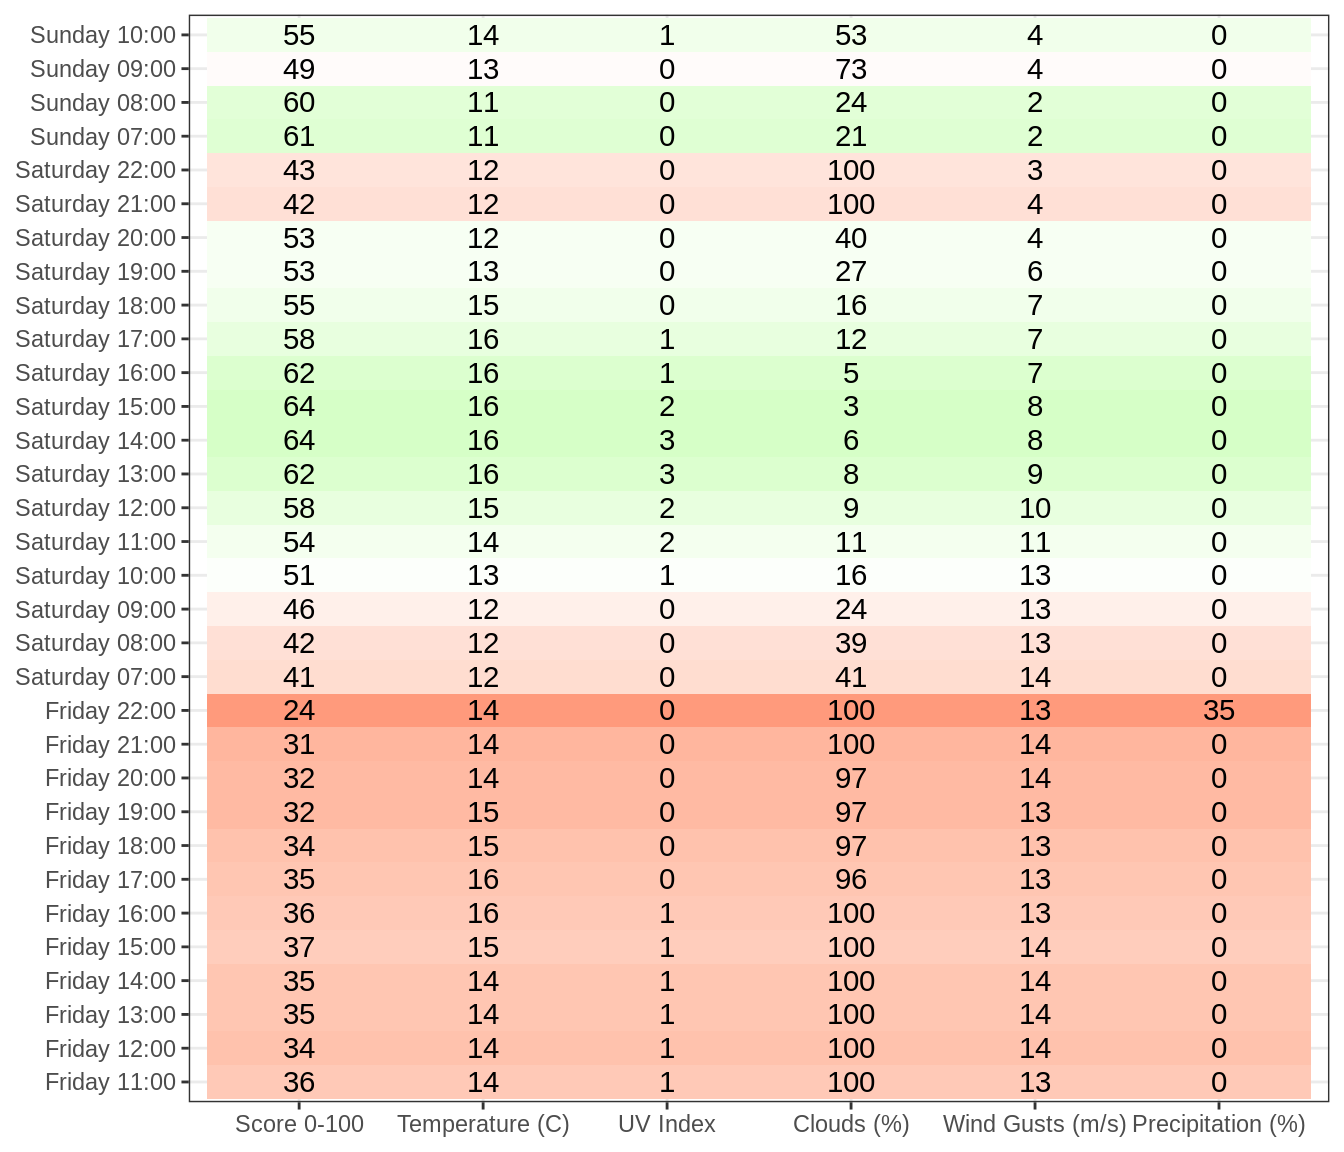 Sunday 10:00 55 14 1 53 4 0
Sunday 09:00 49 13 0 73 4 0
Sunday 08:00 60 11 0 24 2 0
Sunday 07:00 61 11 0 21 2 0
Saturday 22:00 43 12 0 100 3 0
Saturday 21:00 42 12 0 100 4 0
Saturday 20:00 53 12 0 40 4 0
Saturday 19:00 53 13 0 27 6 0
Saturday 18:00 55 15 0 16 7 0
Saturday 17:00 58 16 1 12 7 0
Saturday 16:00 62 16 1 5 7 0
Saturday 15:00 64 16 2 3 8 0
Saturday 14:00 64 16 3 6 8 0
Saturday 13:00 62 16 3 8 9 0
Saturday 12:00 58 15 2 9 10 0
Saturday 11:00 54 14 2 11 11 0
Saturday 10:00 51 13 1 16 13 0
Saturday 09:00 46 12 0 24 13 0
Saturday 08:00 42 12 0 39 13 0
Saturday 07:00 41 12 0 41 14 0
Friday 22:00 24 14 0 100 13 35
Friday 21:00 31 14 0 100 14 0
Friday 20:00 32 14 0 97 14 0
Friday 19:00 32 15 0 97 13 0
Friday 18:00 34 15 0 97 13 0
Friday 17:00 35 16 0 96 13 0
Friday 16:00 36 16 1 100 13 0
Friday 15:00 37 15 1 100 14 0
Friday 14:00 35 14 1 100 14 0
Friday 13:00 35 14 1 100 14 0
Friday 12:00 34 14 1 100 14 0
Friday 11:00 36 14 1 100 13 0
Score 0-100 Temperature (C) UV Index Clouds (%) Wind Gusts (m/s) Precipitation (%)